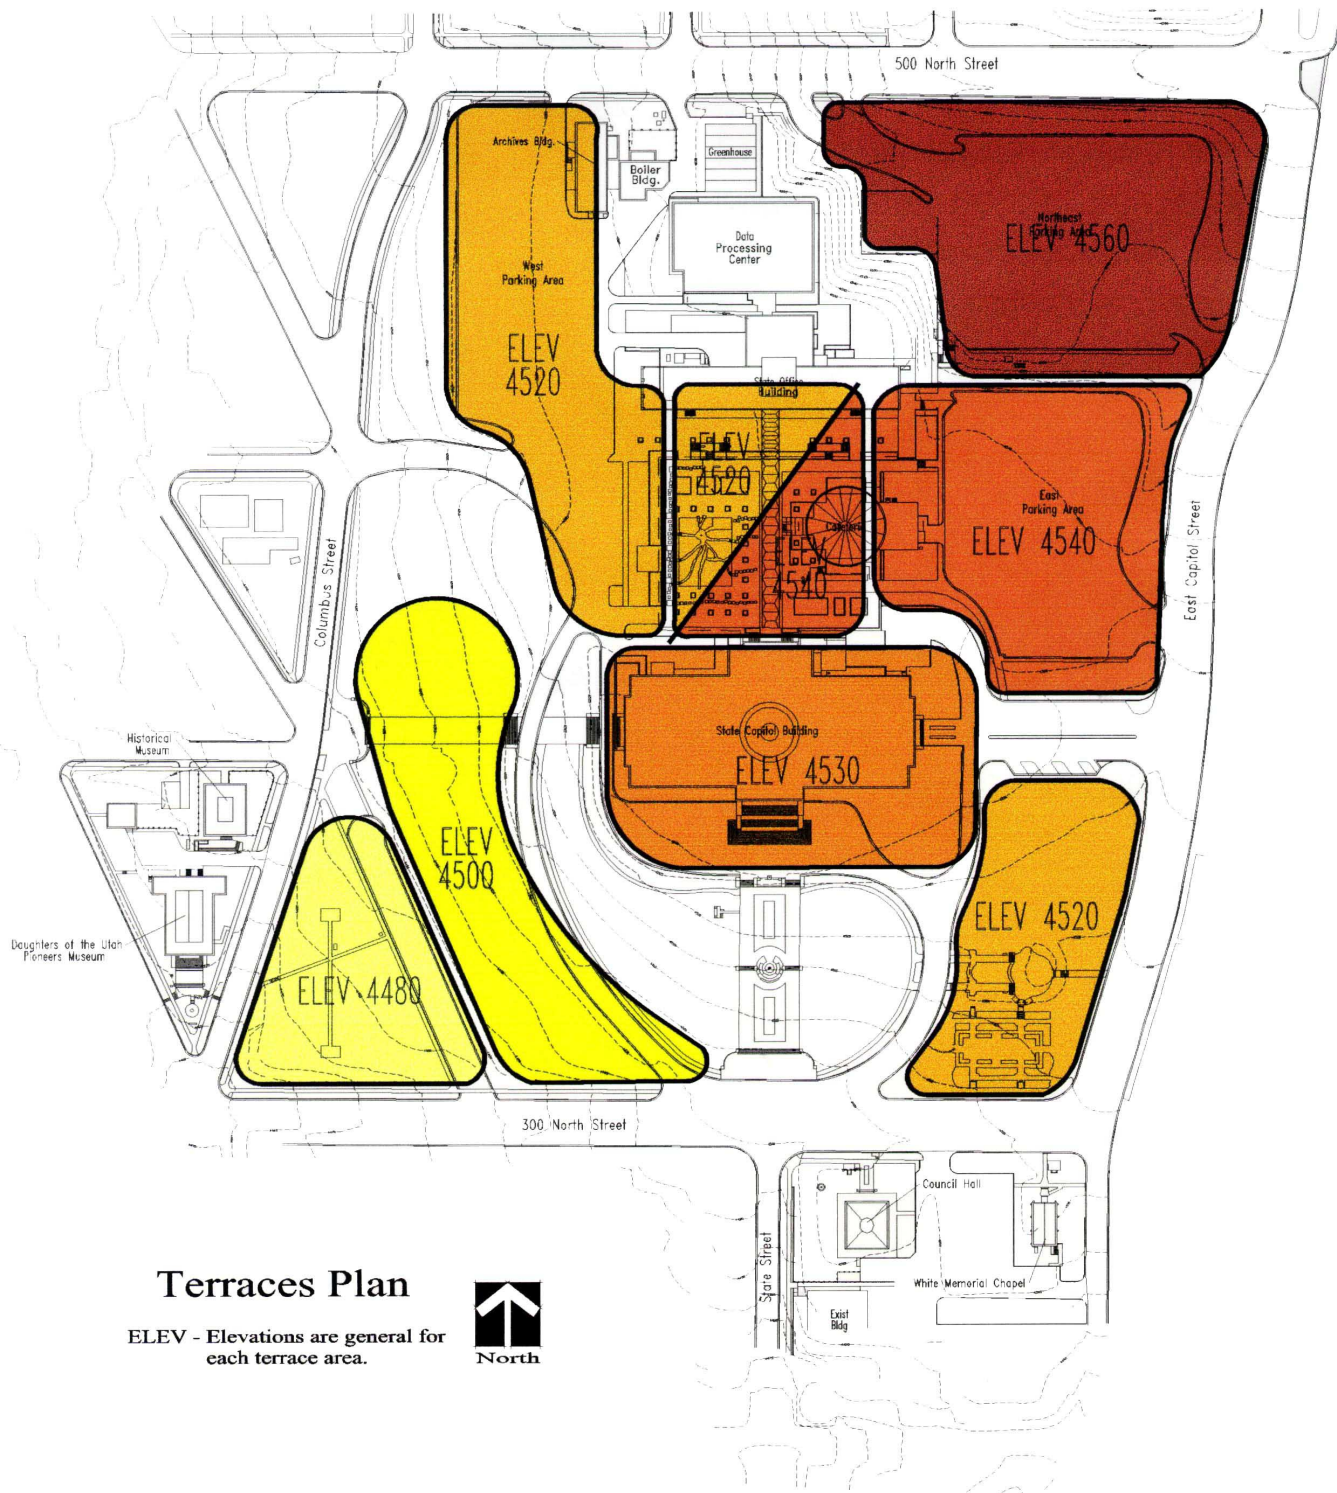 500 North Street
Archives Bldg.
Boiler
Bldg.
Greenhouse
Data
Processing
Center
Northeast
Parking Area
ELEV 4560
West
Parking Area
ELEV
4520
State Office
Building
ELEV
4520
Cafeteria
ELEV
4540
East
Parking Area
ELEV 4540
Columbus Street
East Capitol Street
Historical
Museum
State Capitol Building
ELEV 4530
ELEV
4500
ELEV 4520
Daughters of the Utah
Pioneers Museum
ELEV 4480
300 North Street
Council Hall
State Street
White Memorial Chapel
Exist
Bldg
Terraces Plan
ELEV - Elevations are general for
each terrace area.
North